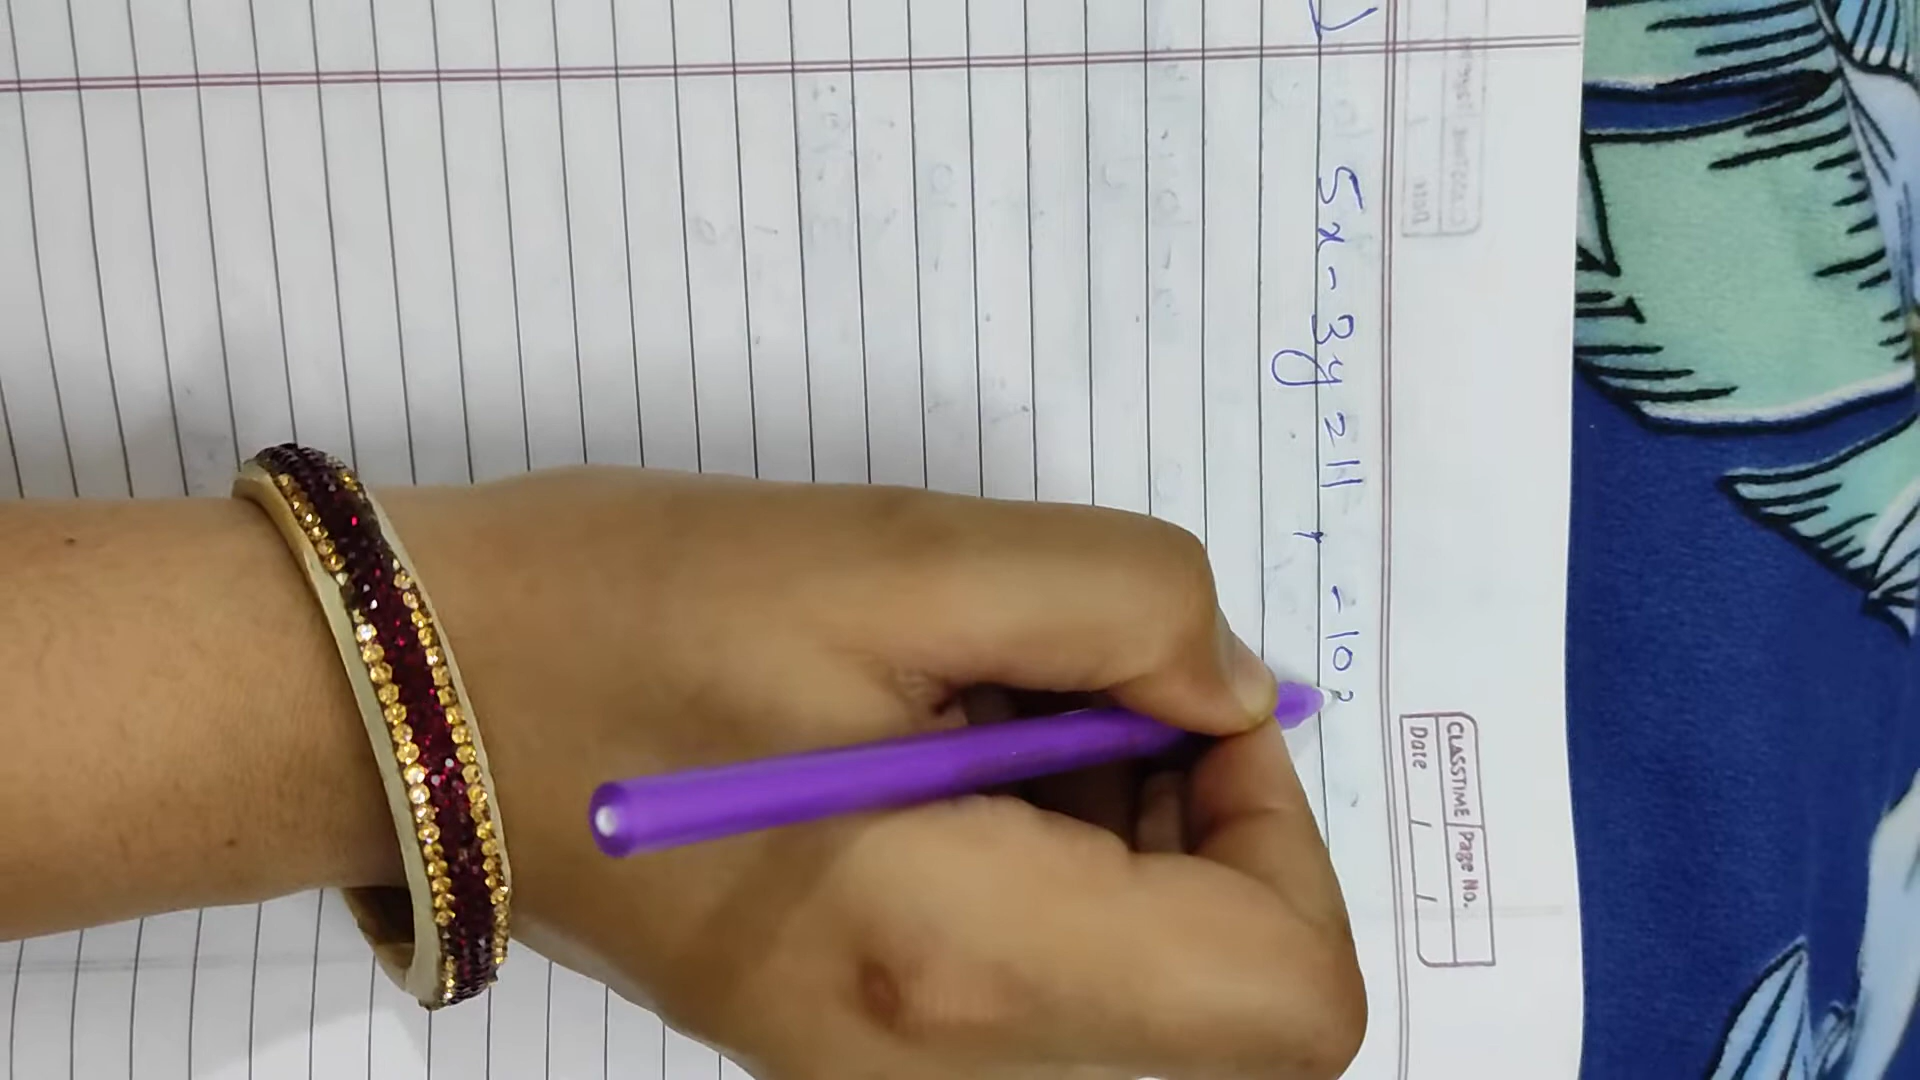 CLASSTIME Page No.
Date / /
5x - 3y = 11 , - 10